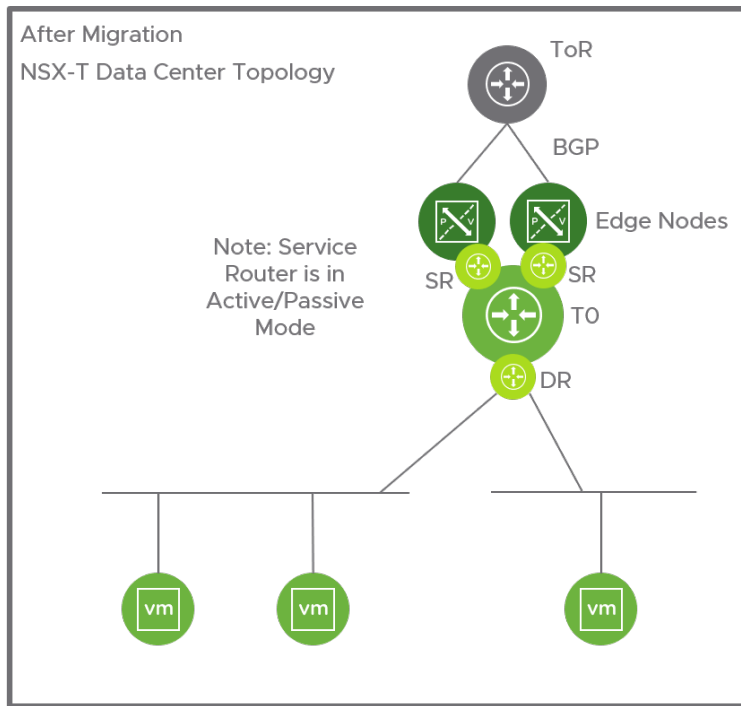 After Migration
NSX-T Data Center Topology
ToR
BGP
P V
P V
Edge Nodes
Note: Service
Router is in
Active/Passive
Mode
SR
SR
T0
DR
vm
vm
vm